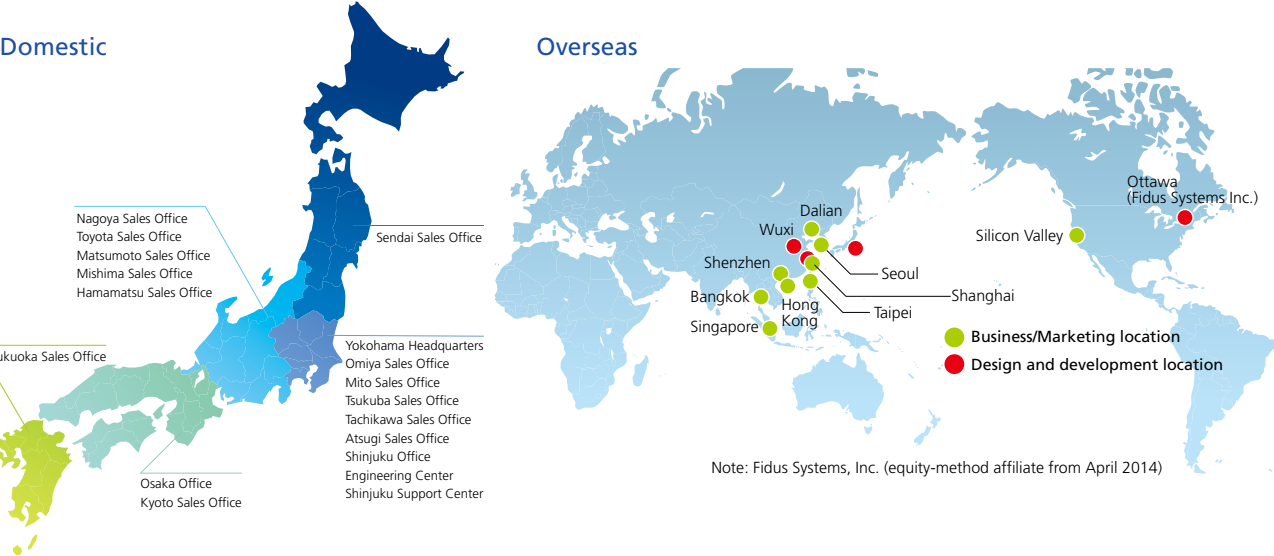 Domestic
Nagoya Sales Office
Toyota Sales Office
Matsumoto Sales Office
Mishima Sales Office
Hamamatsu Sales Office
Sendai Sales Office
ukuoka Sales Office
Yokohama Headquarters
Omiya Sales Office
Mito Sales Office
Tsukuba Sales Office
Tachikawa Sales Office
Atsugi Sales Office
Shinjuku Office
Engineering Center
Shinjuku Support Center
Osaka Office
Kyoto Sales Office
Overseas
Dalian
Wuxi
Shenzhen
Bangkok
Singapore
Hong
Kong
Seoul
Shanghai
Taipei
Silicon Valley
Ottawa
(Fidus Systems Inc.)
Business/Marketing location
Design and development location
Note: Fidus Systems, Inc. (equity-method affiliate from April 2014)